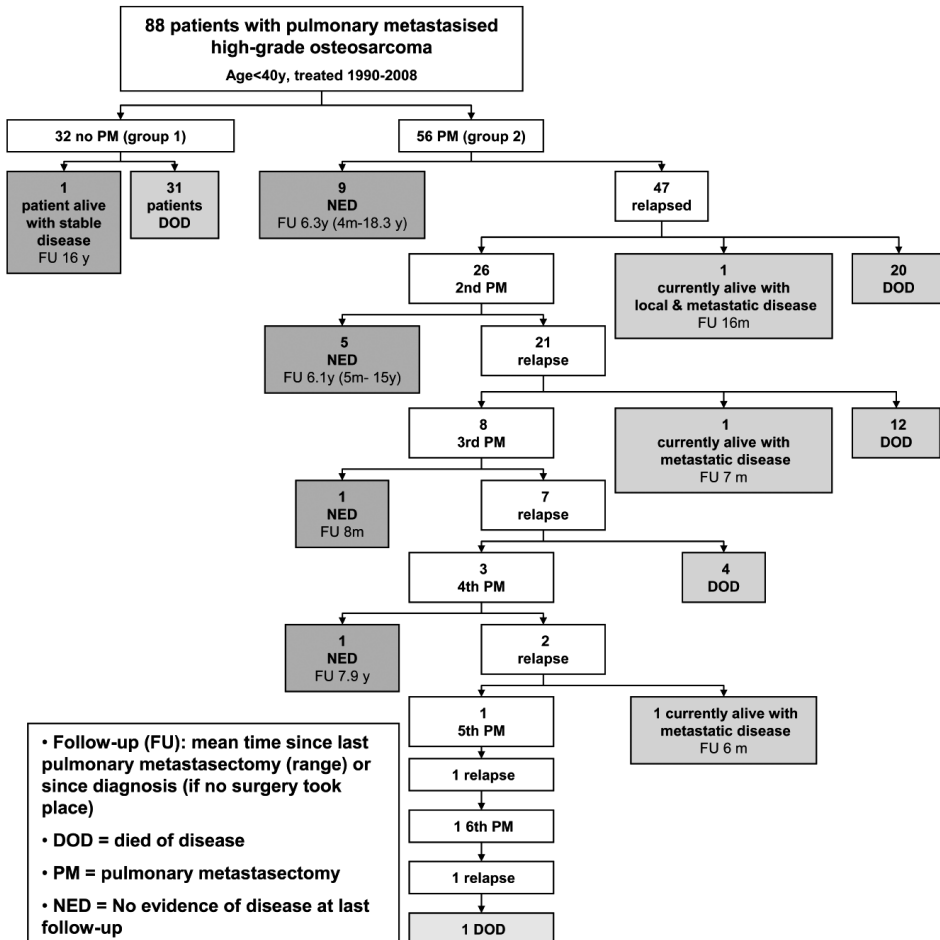 88 patients with pulmonary metastasised
high-grade osteosarcoma
Age<40y, treated 1990-2008
32 no PM (group 1)
56 PM (group 2)
1
patient alive
with stable
disease
FU 16 y
31
patients
DOD
9
NED
FU 6.3y (4m-18.3 y)
47
relapsed
26
2nd PM
1
currently alive with
local & metastatic disease
FU 16m
20
DOD
5
NED
FU 6.1y (5m- 15y)
21
relapse
8
3rd PM
1
currently alive with
metastatic disease
FU 7 m
12
DOD
1
NED
FU 8m
7
relapse
3
4th PM
4
DOD
1
NED
FU 7.9 y
2
relapse
1
5th PM
1 currently alive with
metastatic disease
FU 6 m
1 relapse
1 6th PM
1 relapse
1 DOD
• Follow-up (FU): mean time since last
pulmonary metastasectomy (range) or
since diagnosis (if no surgery took
place)
• DOD = died of disease
• PM = pulmonary metastasectomy
• NED = No evidence of disease at last
follow-up